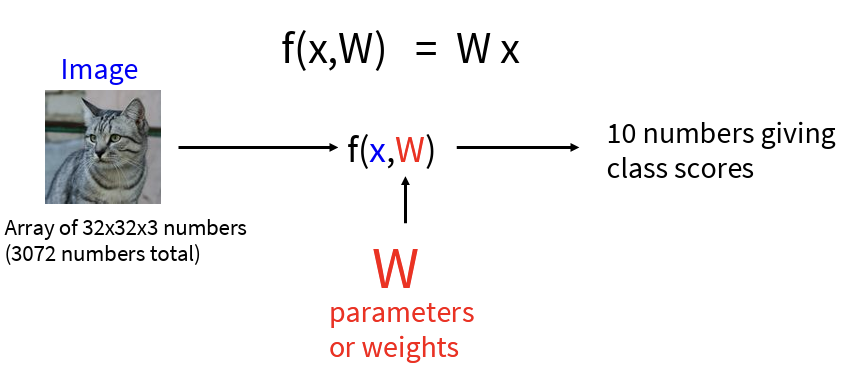 f(x,W) = W x
Image
f(x,W)
10 numbers giving
class scores
Array of 32x32x3 numbers
(3072 numbers total)
W
parameters
or weights